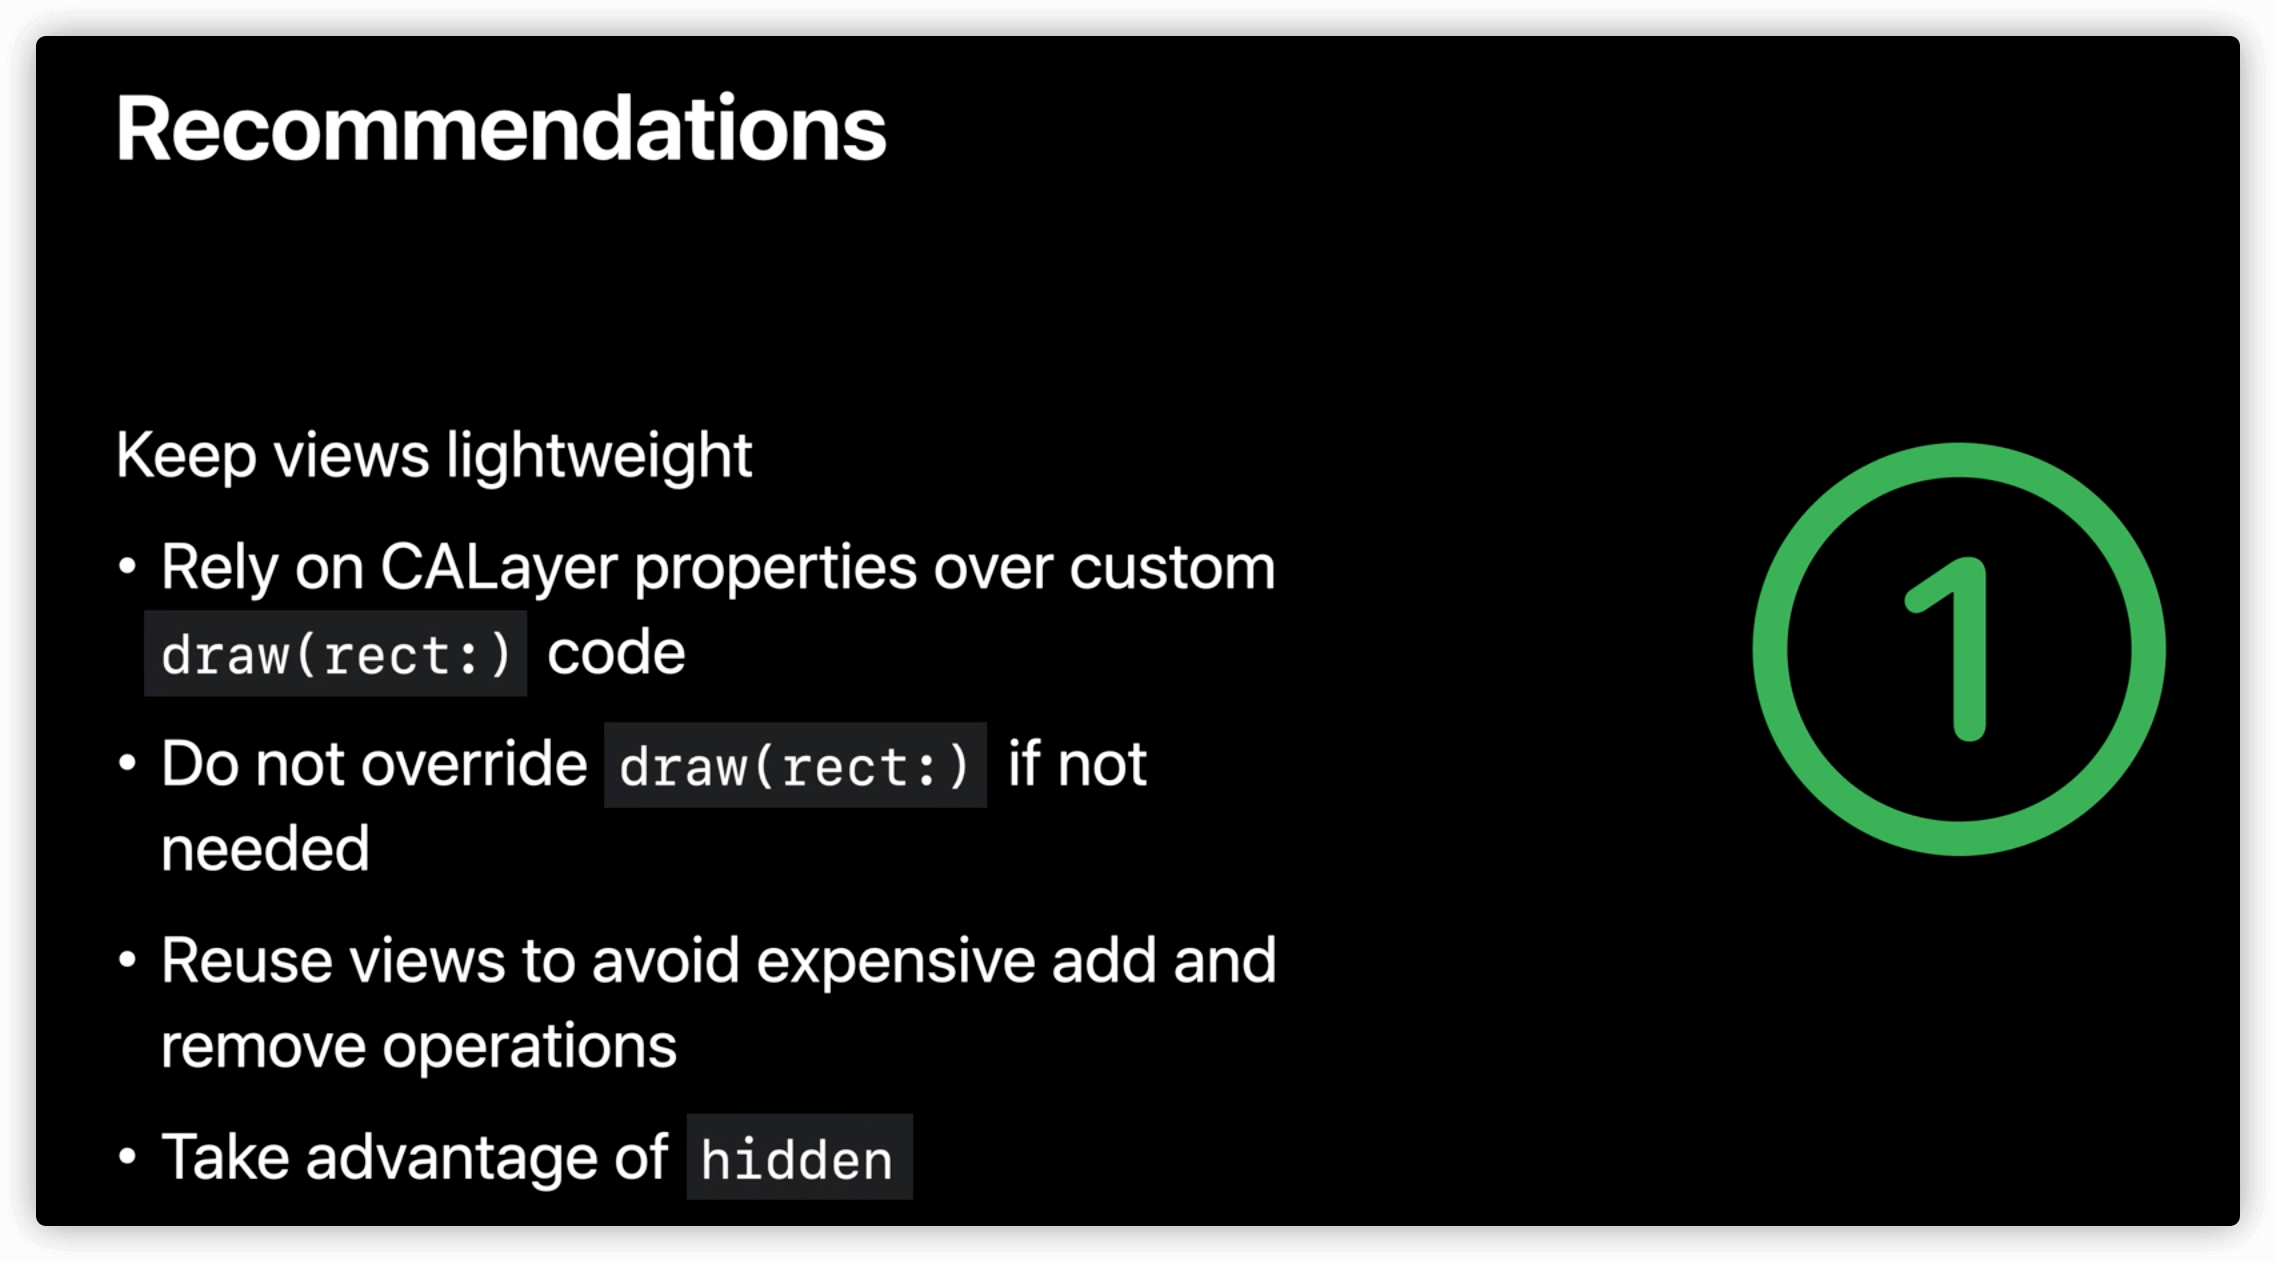 Recommendations
Keep views lightweight
• Rely on CALayer properties over custom
draw(rect:) code
• Do not override draw(rect:) if not
needed
• Reuse views to avoid expensive add and
remove operations
• Take advantage of hidden
1